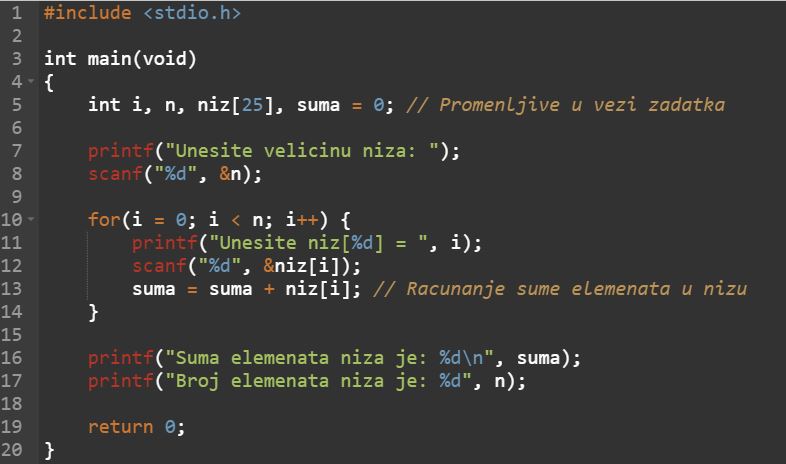 1 #include <stdio.h>
2
3 int main(void)
4 {
5 int i, n, niz[25], suma = 0; // Promenljive u vezi zadatka
6
7 printf("Unesite velicinu niza: ");
8 scanf("%d", &n);
9
10 for(i = 0; i < n; i++) {
11 printf("Unesite niz[%d] = ", i);
12 scanf("%d", &niz[i]);
13 suma = suma + niz[i]; // Racunanje sume elemenata u nizu
14 }
15
16 printf("Suma elemenata niza je: %d\n", suma);
17 printf("Broj elemenata niza je: %d", n);
18
19 return 0;
20 }